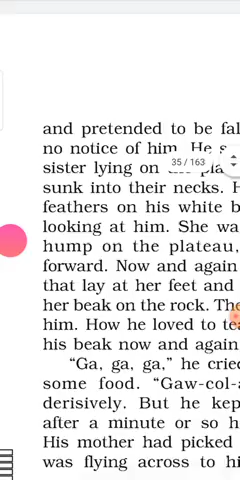 and pretended to be fal
no notice of him. He s
35 / 163
sister lying on the pla
sunk into their necks. H
feathers on his white b
looking at him. She wa
hump on the plateau,
forward. Now and again
that lay at her feet and
her beak on the rock. The
him. How he loved to tea
his beak now and again
"Ga, ga, ga," he cried
some food. "Gaw-col-a
derisively. But he kep
after a minute or so h
His mother had picked
was flying across to hi